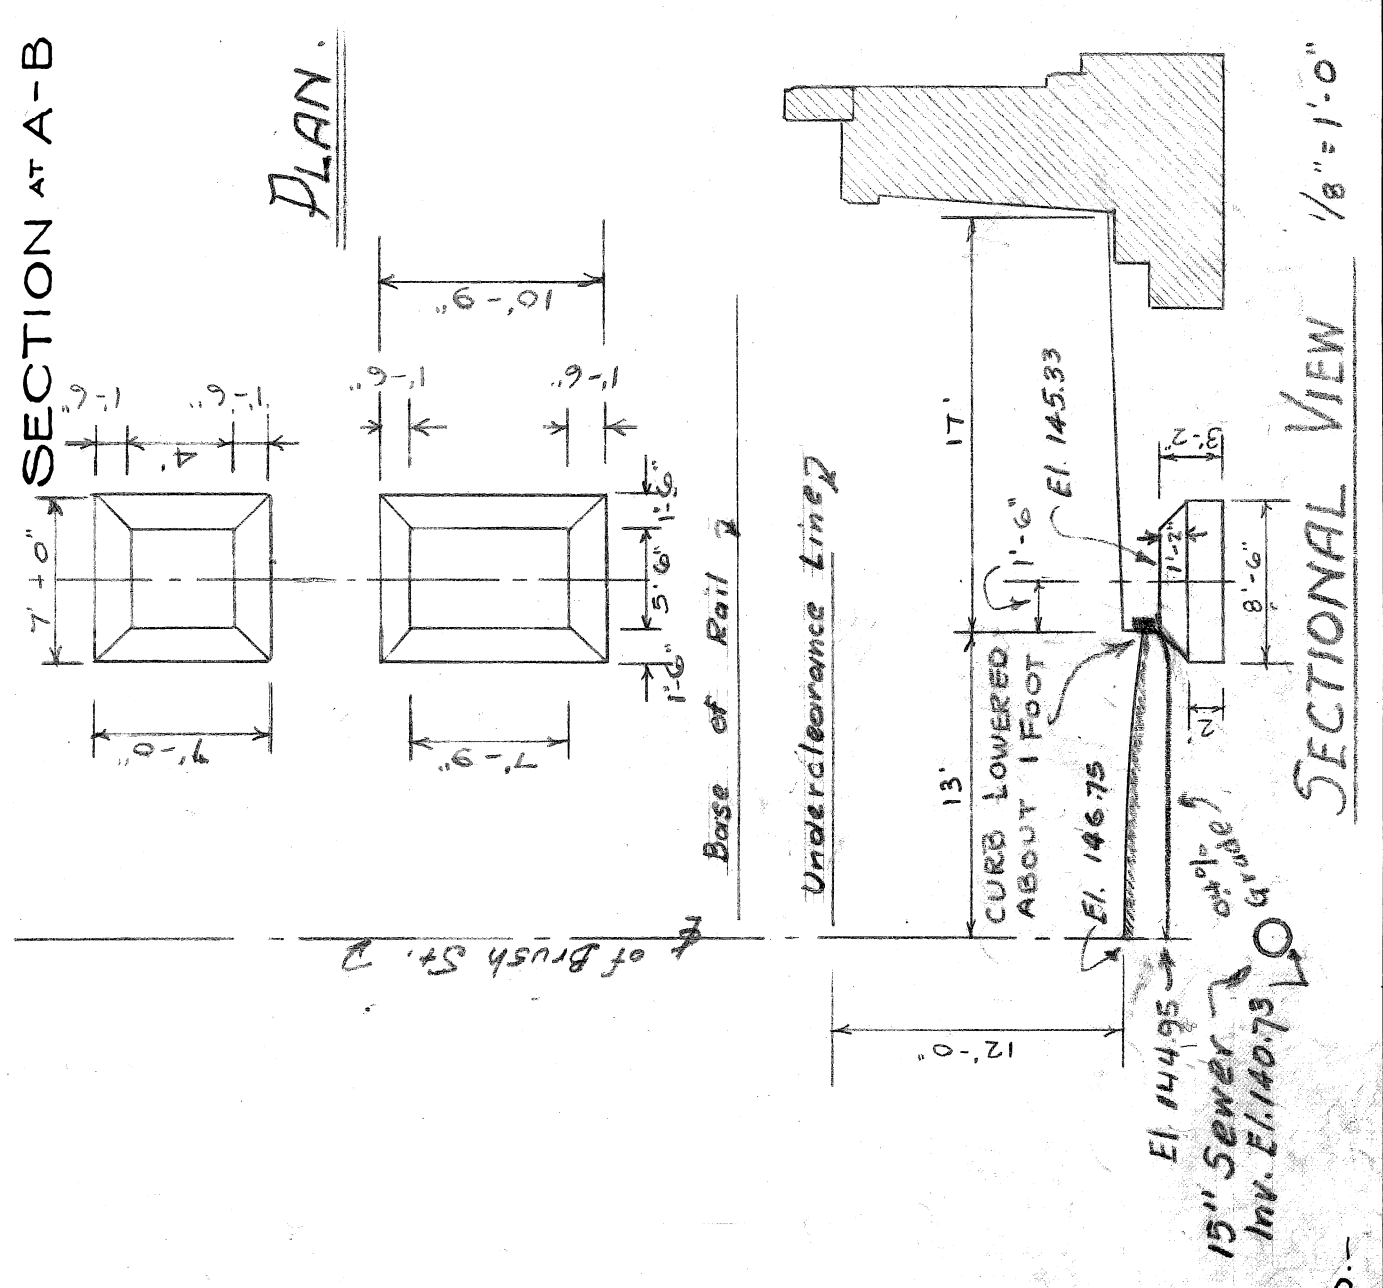 SECTION AT A-B
PLAN.
7'-0"
1'-6"
4'
1'-6"
7'-0"
10'-9"
1'-6"
1'-6"
1'-6"
5'6"
1'-6"
7'-9"
Base of Rail
Underclearance Line
℄ of Brush St.
17'
13'
1'-6"
El. 145.33
CURB LOWERED
ABOUT 1 FOOT
El. 146.75
3'-2"
1'-2"
8'-6"
2'
0.4%
Grade
12'-0"
El. 144.95
15" Sewer
Inv. El. 140.73
SECTIONAL VIEW 1/8"=1'-0"